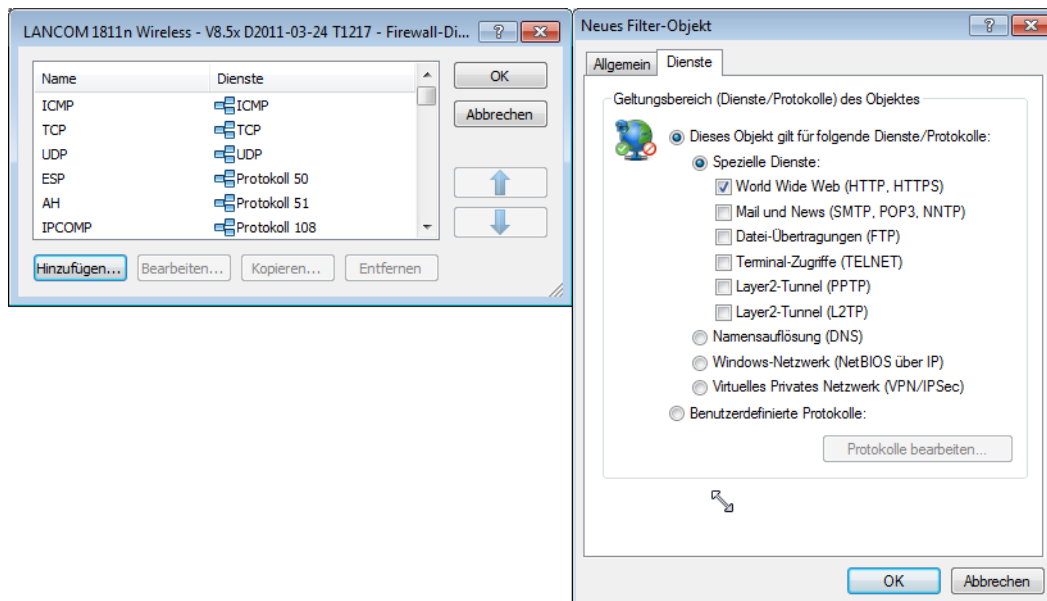 LANCOM 1811n Wireless - V8.5x D2011-03-24 T1217 - Firewall-Di...
Name Dienste
ICMP ICMP
TCP TCP
UDP UDP
ESP Protokoll 50
AH Protokoll 51
IPCOMP Protokoll 108
OK
Abbrechen
Hinzufügen... Bearbeiten... Kopieren... Entfernen
Neues Filter-Objekt
Allgemein Dienste
Geltungsbereich (Dienste/Protokolle) des Objektes
Dieses Objekt gilt für folgende Dienste/Protokolle:
Spezielle Dienste:
World Wide Web (HTTP, HTTPS)
Mail und News (SMTP, POP3, NNTP)
Datei-Übertragungen (FTP)
Terminal-Zugriffe (TELNET)
Layer2-Tunnel (PPTP)
Layer2-Tunnel (L2TP)
Namensauflösung (DNS)
Windows-Netzwerk (NetBIOS über IP)
Virtuelles Privates Netzwerk (VPN/IPSec)
Benutzerdefinierte Protokolle:
Protokolle bearbeiten...
OK Abbrechen